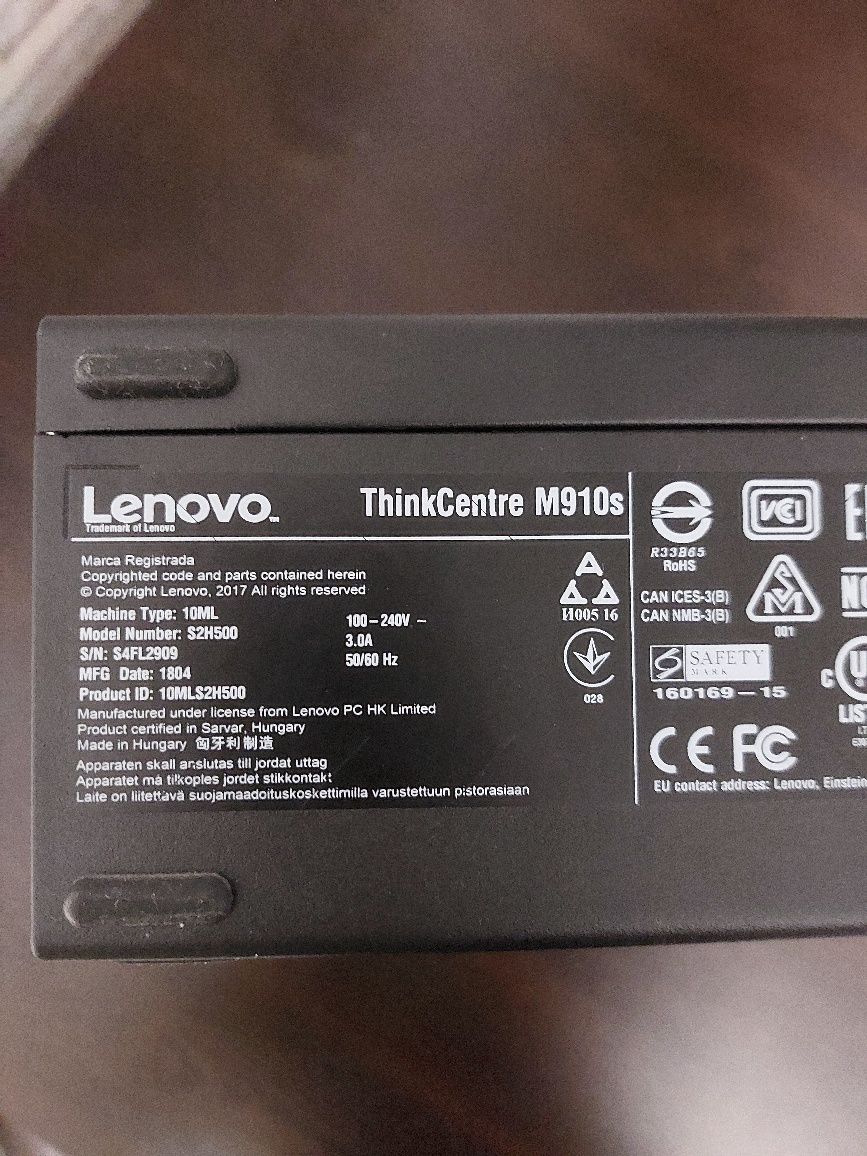 Lenovo™
Trademark of Lenovo
ThinkCentre M910s
Marca Registrada
Copyrighted code and parts contained herein
© Copyright Lenovo, 2017 All rights reserved
Machine Type: 10ML
Model Number: S2H500
S/N: S4FL2909
MFG Date: 1804
Product ID: 10MLS2H500
100–240V ~
3.0A
50/60 Hz
Manufactured under license from Lenovo PC HK Limited
Product certified in Sarvar, Hungary
Made in Hungary 匈牙利制造
Apparaten skall anslutas till jordat uttag
Apparatet må tilkoples jordet stikkontakt
Laite on liitettävä suojamaadoituskoskettimilla varustettuun pistorasiaan
И005 16
028
R33B65
RoHS
VCI
CAN ICES-3(B)
CAN NMB-3(B)
001
SAFETY
MARK
160169–15
CE FC
C
EU contact address: Lenovo, Einstein